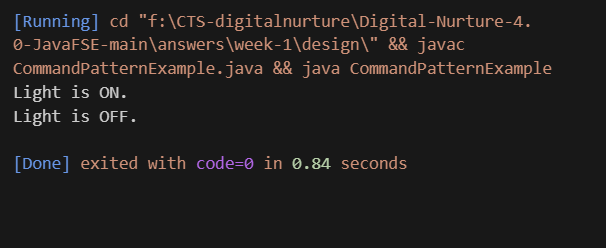 [Running] cd "f:\CTS-digitalnurture\Digital-Nurture-4.
0-JavaFSE-main\answers\week-1\design\" && javac
CommandPatternExample.java && java CommandPatternExample
Light is ON.
Light is OFF.
[Done] exited with code=0 in 0.84 seconds